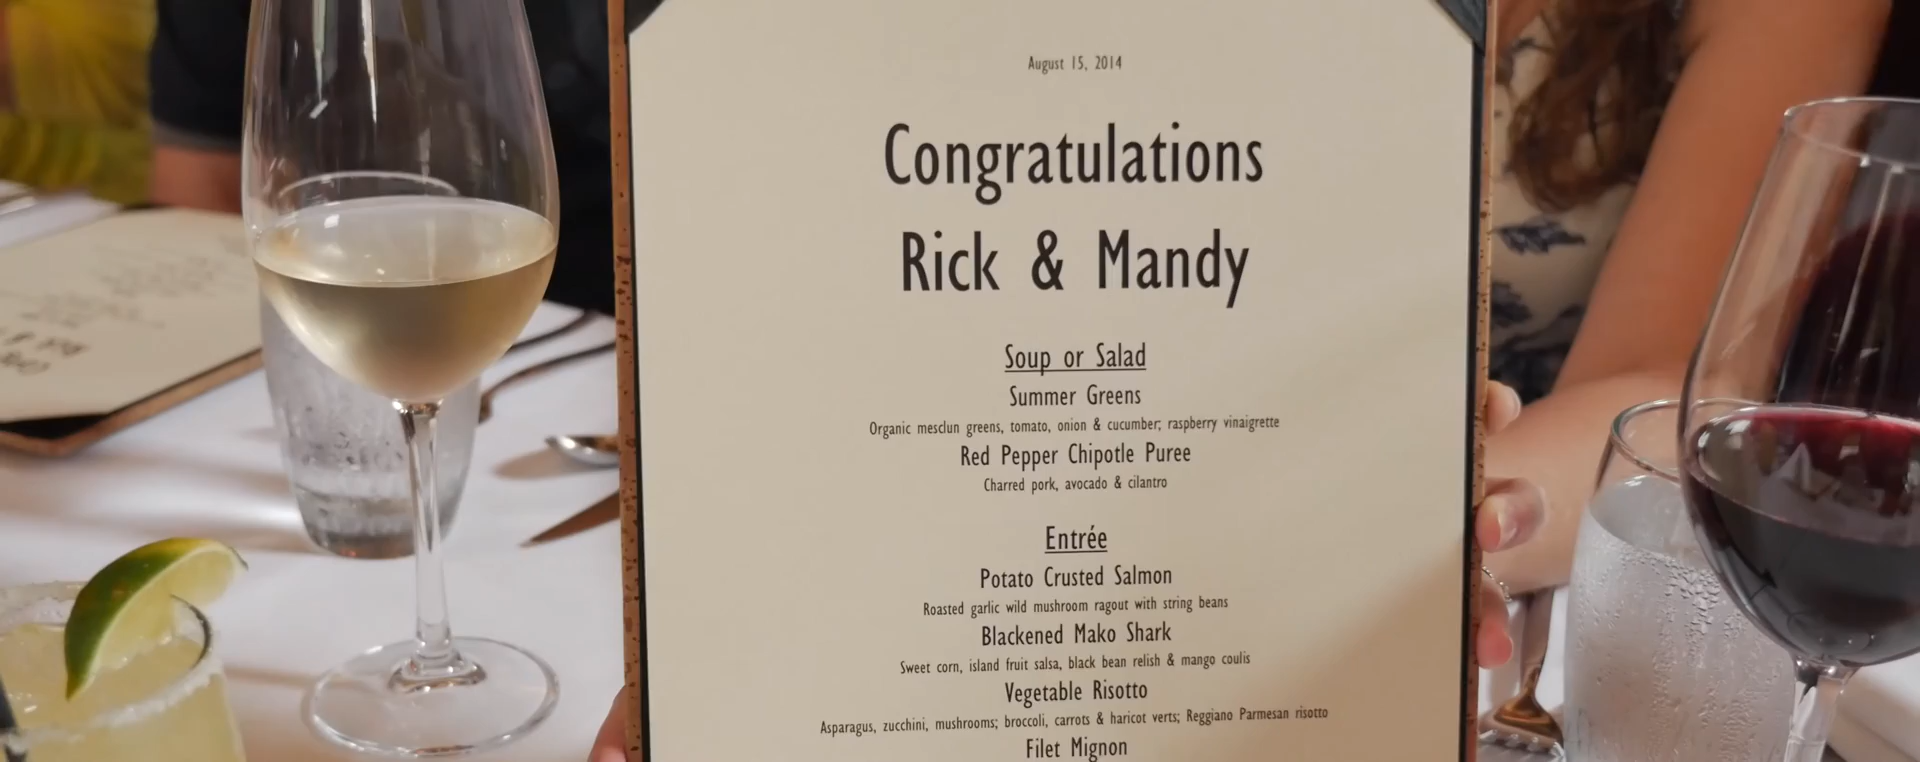 August 15, 2014
Congratulations
Rick & Mandy
Soup or Salad
Summer Greens
Organic mesclun greens, tomato, onion & cucumber; raspberry vinaigrette
Red Pepper Chipotle Puree
Charred pork, avocado & cilantro
Entrée
Potato Crusted Salmon
Roasted garlic wild mushroom ragout with string beans
Blackened Mako Shark
Sweet corn, island fruit salsa, black bean relish & mango coulis
Vegetable Risotto
Asparagus, zucchini, mushrooms; broccoli, carrots & haricot verts; Reggiano Parmesan risotto
Filet Mignon